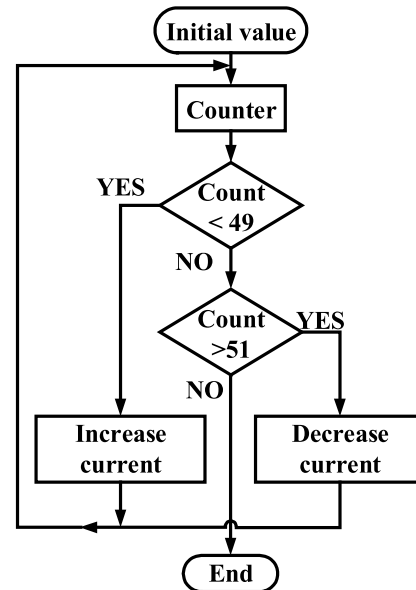 Initial value
Counter
YES
Count
< 49
NO
Count
>51
YES
NO
Increase
current
Decrease
current
End